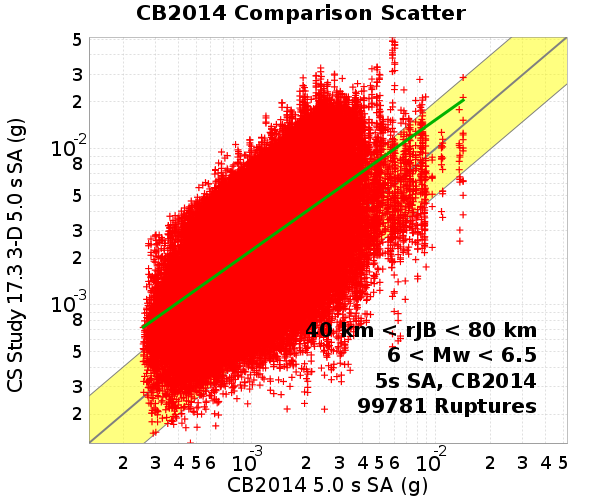 CB2014 Comparison Scatter
CS Study 17.3 3-D 5.0 s SA (g)
5
3
2
10-2
8
5
3
2
10-3
8
5
3
2
40 km < rJB < 80 km
6 < Mw < 6.5
5s SA, CB2014
99781 Ruptures
2 3 4 5 6 10-3 2 3 4 5 6 10-2 2 3 4 5
CB2014 5.0 s SA (g)